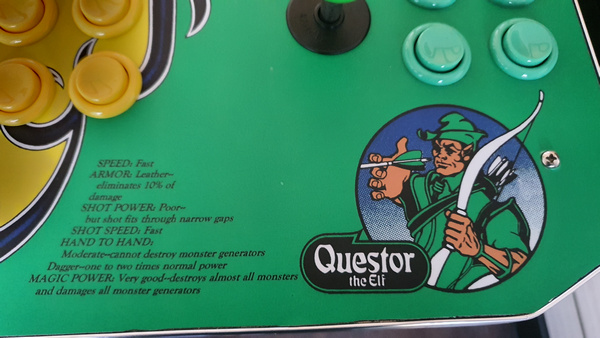 SPEED: Fast
ARMOR: Leather–
eliminates 10% of
damage
SHOT POWER: Poor–
but shot fits through narrow gaps
SHOT SPEED: Fast
HAND TO HAND:
Moderate–cannot destroy monster generators
Dagger–one to two times normal power
MAGIC POWER: Very good–destroys almost all monsters
and damages all monster generators
Questor
the Elf